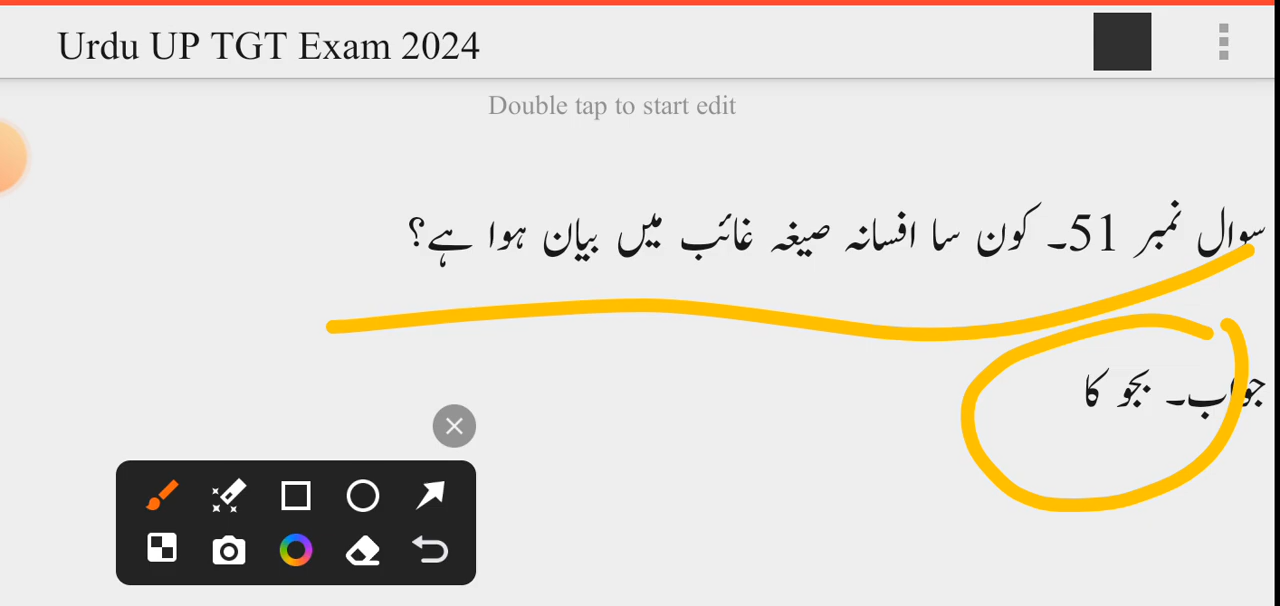 Urdu UP TGT Exam 2024
Double tap to start edit
سوال نمبر 51۔ کون سا افسانہ صیغہ غائب میں بیان ہوا ہے؟
جواب۔ بجو کا